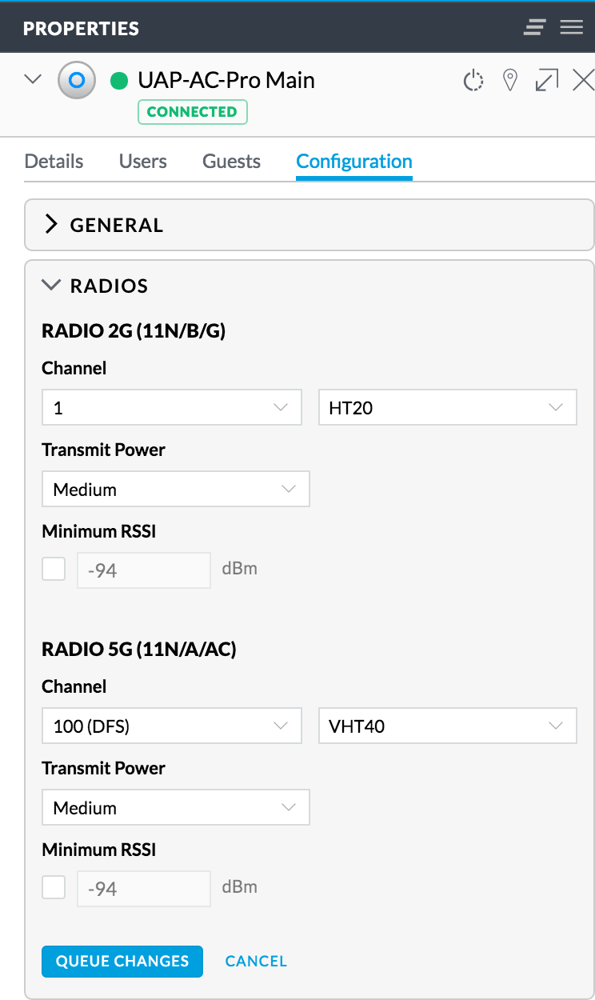 PROPERTIES
UAP-AC-Pro Main
CONNECTED
Details Users Guests Configuration
GENERAL
RADIOS
RADIO 2G (11N/B/G)
Channel
1 HT20
Transmit Power
Medium
Minimum RSSI
-94 dBm
RADIO 5G (11N/A/AC)
Channel
100 (DFS) VHT40
Transmit Power
Medium
Minimum RSSI
-94 dBm
QUEUE CHANGES CANCEL